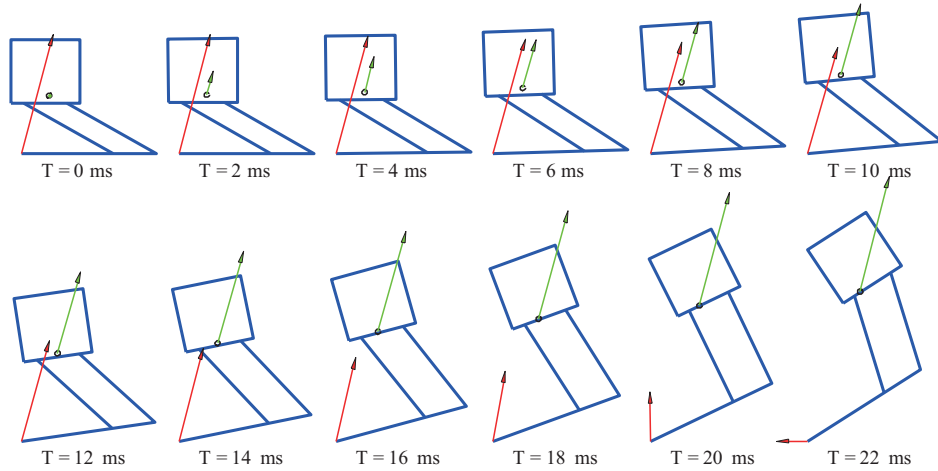 T = 0 ms T = 2 ms T = 4 ms T = 6 ms T = 8 ms T = 10 ms
T = 12 ms T = 14 ms T = 16 ms T = 18 ms T = 20 ms T = 22 ms